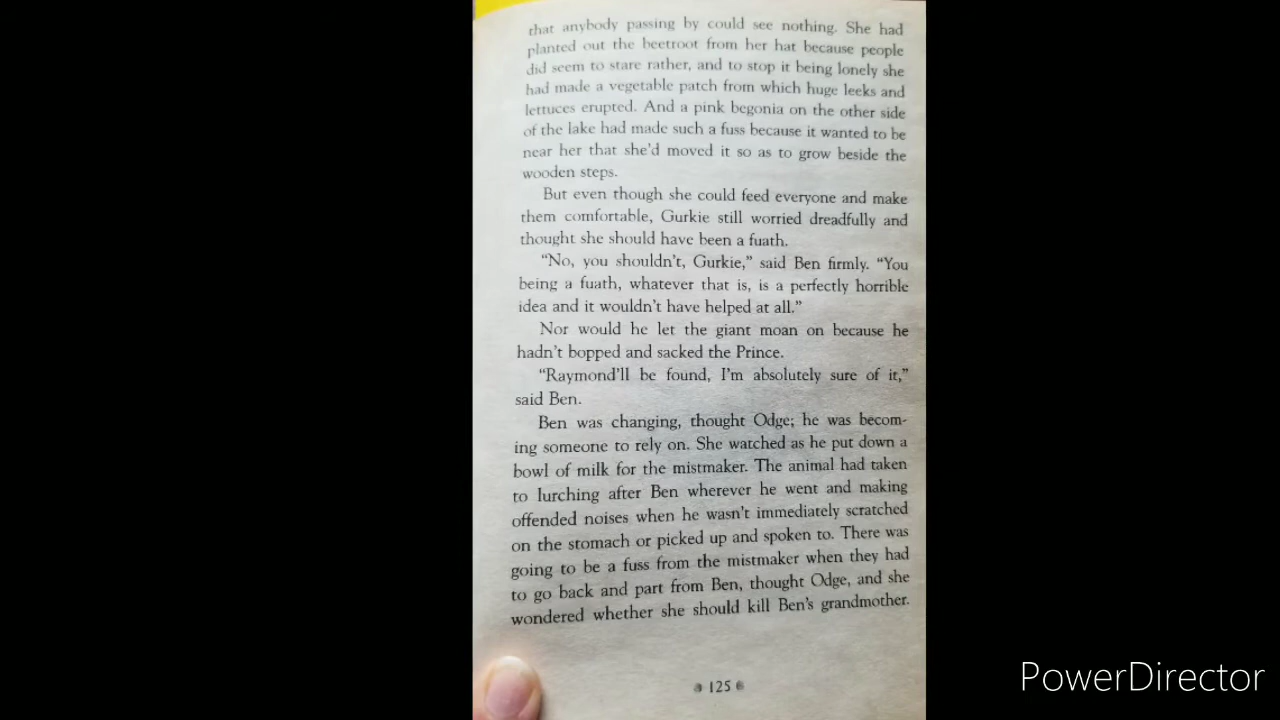 that anybody passing by could see nothing. She had
planted out the beetroot from her hat because people
did seem to stare rather, and to stop it being lonely she
had made a vegetable patch from which huge leeks and
lettuces erupted. And a pink begonia on the other side
of the lake had made such a fuss because it wanted to be
near her that she'd moved it so as to grow beside the
wooden steps.
But even though she could feed everyone and make
them comfortable, Gurkie still worried dreadfully and
thought she should have been a fuath.
“No, you shouldn't, Gurkie,” said Ben firmly. “You
being a fuath, whatever that is, is a perfectly horrible
idea and it wouldn't have helped at all.”
Nor would he let the giant moan on because he
hadn't bopped and sacked the Prince.
“Raymond'll be found, I'm absolutely sure of it,”
said Ben.
Ben was changing, thought Odge; he was becom-
ing someone to rely on. She watched as he put down a
bowl of milk for the mistmaker. The animal had taken
to lurching after Ben wherever he went and making
offended noises when he wasn't immediately scratched
on the stomach or picked up and spoken to. There was
going to be a fuss from the mistmaker when they had
to go back and part from Ben, thought Odge, and she
wondered whether she should kill Ben's grandmother.
125
PowerDirector